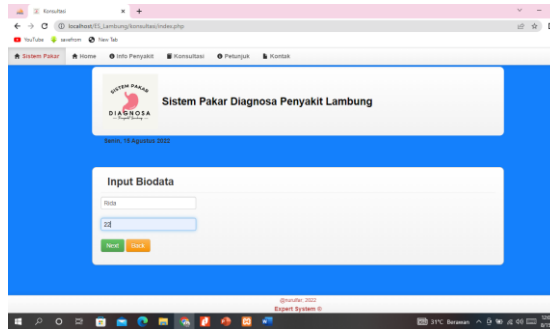 Konsultasi
localhost/ES_Lambung/konsultasi/index.php
YouTube savefrom New Tab
Sistem Pakar Home Info Penyakit Konsultasi Petunjuk Kontak
SISTEM PAKAR
DIAGNOSA
Penyakit Lambung
Sistem Pakar Diagnosa Penyakit Lambung
Senin, 15 Agustus 2022
Input Biodata
Rida
22
Next Back
Expert System ©
31°C Berawan